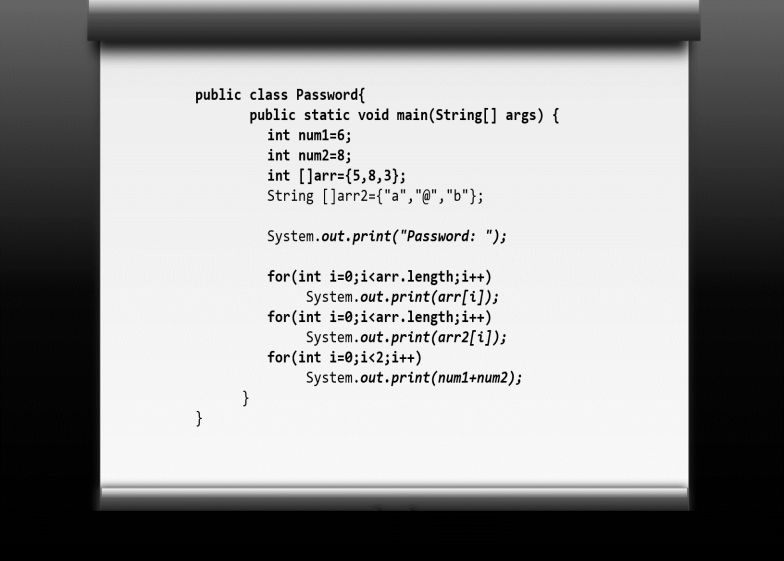 public class Password{
public static void main(String[] args) {
int num1=6;
int num2=8;
int []arr={5,8,3};
String []arr2={"a","@","b"};
System.out.print("Password: ");
for(int i=0;i<arr.length;i++)
System.out.print(arr[i]);
for(int i=0;i<arr.length;i++)
System.out.print(arr2[i]);
for(int i=0;i<2;i++)
System.out.print(num1+num2);
}
}